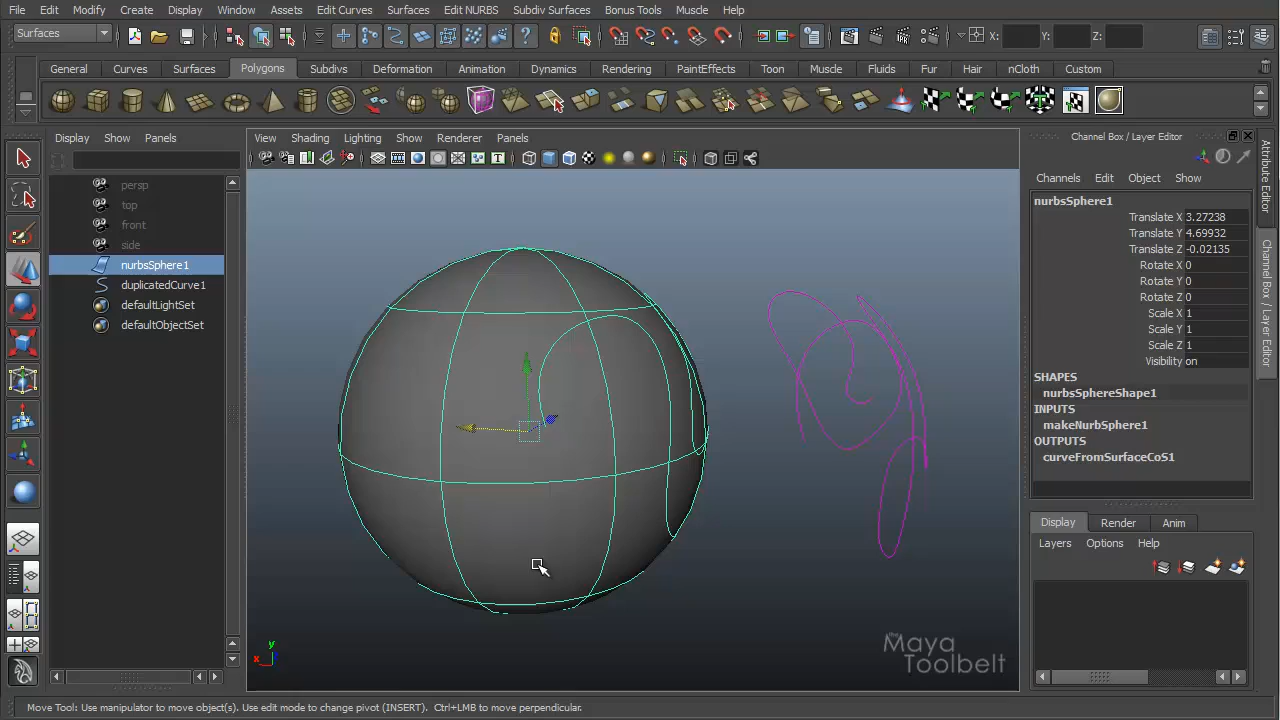 File Edit Modify Create Display Window Assets Edit Curves Surfaces Edit NURBS Subdiv Surfaces Bonus Tools Muscle Help
Surfaces X: Y: Z:
General Curves Surfaces Polygons Subdivs Deformation Animation Dynamics Rendering PaintEffects Toon Muscle Fluids Fur Hair nCloth Custom
Display Show Panels
View Shading Lighting Show Renderer Panels
Channel Box / Layer Editor
Channels Edit Object Show
persp
top
front
side
nurbsSphere1
duplicatedCurve1
defaultLightSet
defaultObjectSet
y
x
the
Maya
Toolbelt
nurbsSphere1
Translate X 3.27238
Translate Y 4.69932
Translate Z -0.02135
Rotate X 0
Rotate Y 0
Rotate Z 0
Scale X 1
Scale Y 1
Scale Z 1
Visibility on
SHAPES
nurbsSphereShape1
INPUTS
makeNurbSphere1
OUTPUTS
curveFromSurfaceCoS1
Display Render Anim
Layers Options Help
Attribute Editor
Channel Box / Layer Editor
Move Tool: Use manipulator to move object(s). Use edit mode to change pivot (INSERT). Ctrl+LMB to move perpendicular.